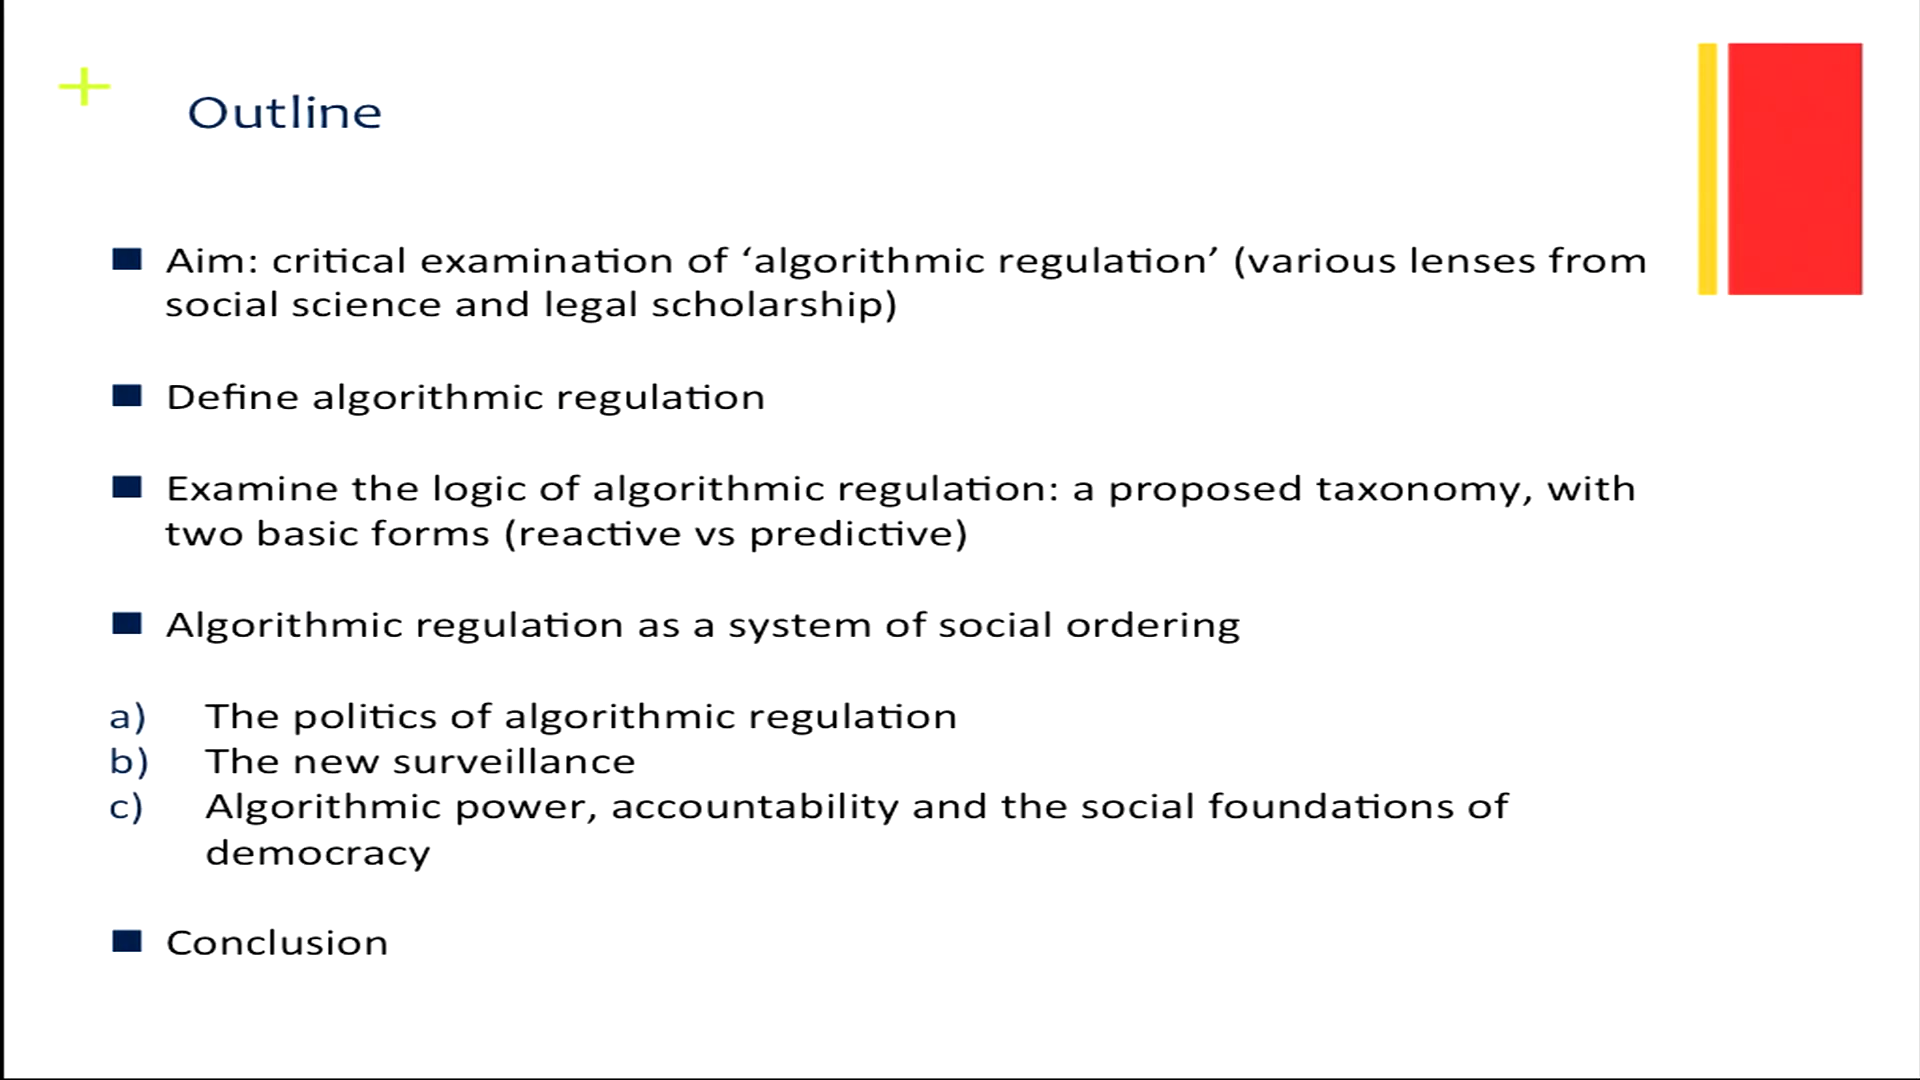 Outline
Aim: critical examination of ‘algorithmic regulation’ (various lenses from
social science and legal scholarship)
Define algorithmic regulation
Examine the logic of algorithmic regulation: a proposed taxonomy, with
two basic forms (reactive vs predictive)
Algorithmic regulation as a system of social ordering
a) The politics of algorithmic regulation
b) The new surveillance
c) Algorithmic power, accountability and the social foundations of
democracy
Conclusion